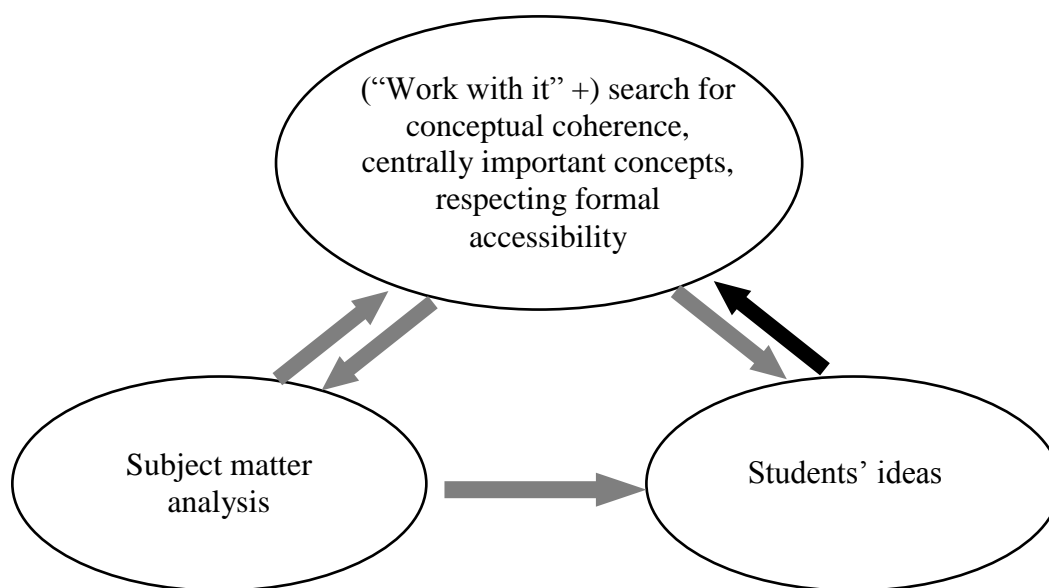 (“Work with it” +) search for
conceptual coherence,
centrally important concepts,
respecting formal
accessibility
Subject matter
analysis
Students’ ideas